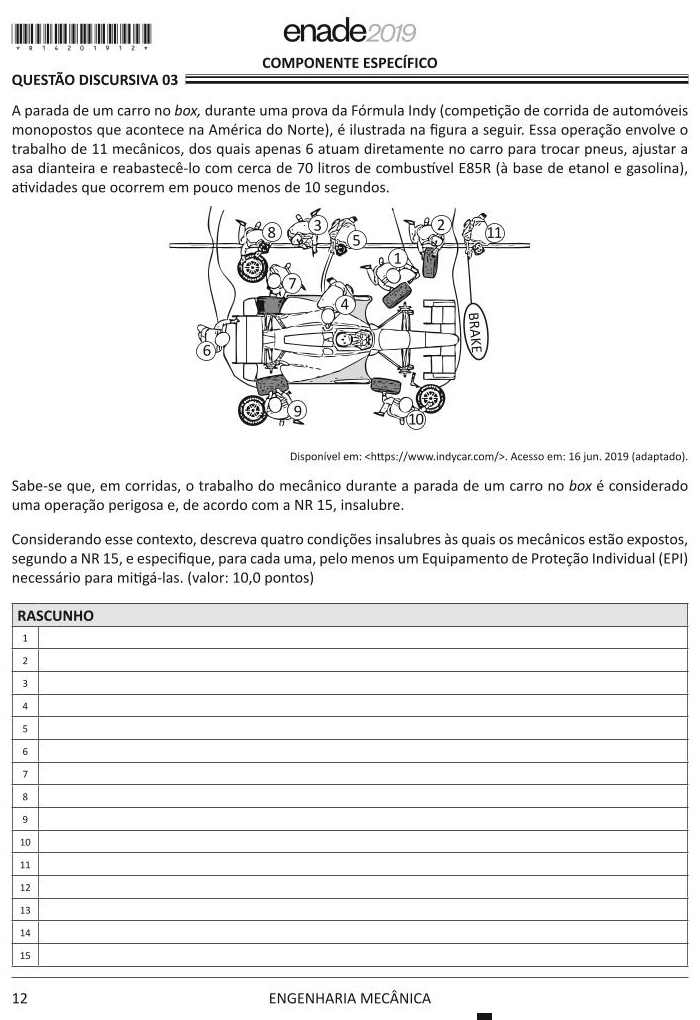 enade2019
* R 1 4 2 0 1 9 1 2 *
COMPONENTE ESPECÍFICO
QUESTÃO DISCURSIVA 03
A parada de um carro no box, durante uma prova da Fórmula Indy (competição de corrida de automóveis
monopostos que acontece na América do Norte), é ilustrada na figura a seguir. Essa operação envolve o
trabalho de 11 mecânicos, dos quais apenas 6 atuam diretamente no carro para trocar pneus, ajustar a
asa dianteira e reabastecê-lo com cerca de 70 litros de combustível E85R (à base de etanol e gasolina),
atividades que ocorrem em pouco menos de 10 segundos.
8
3
5
2
11
1
7
4
BRAKE
6
9
10
Disponível em: <https://www.indycar.com/>. Acesso em: 16 jun. 2019 (adaptado).
Sabe-se que, em corridas, o trabalho do mecânico durante a parada de um carro no box é considerado
uma operação perigosa e, de acordo com a NR 15, insalubre.
Considerando esse contexto, descreva quatro condições insalubres às quais os mecânicos estão expostos,
segundo a NR 15, e especifique, para cada uma, pelo menos um Equipamento de Proteção Individual (EPI)
necessário para mitigá-las. (valor: 10,0 pontos)
RASCUNHO
1
2
3
4
5
6
7
8
9
10
11
12
13
14
15
12
ENGENHARIA MECÂNICA